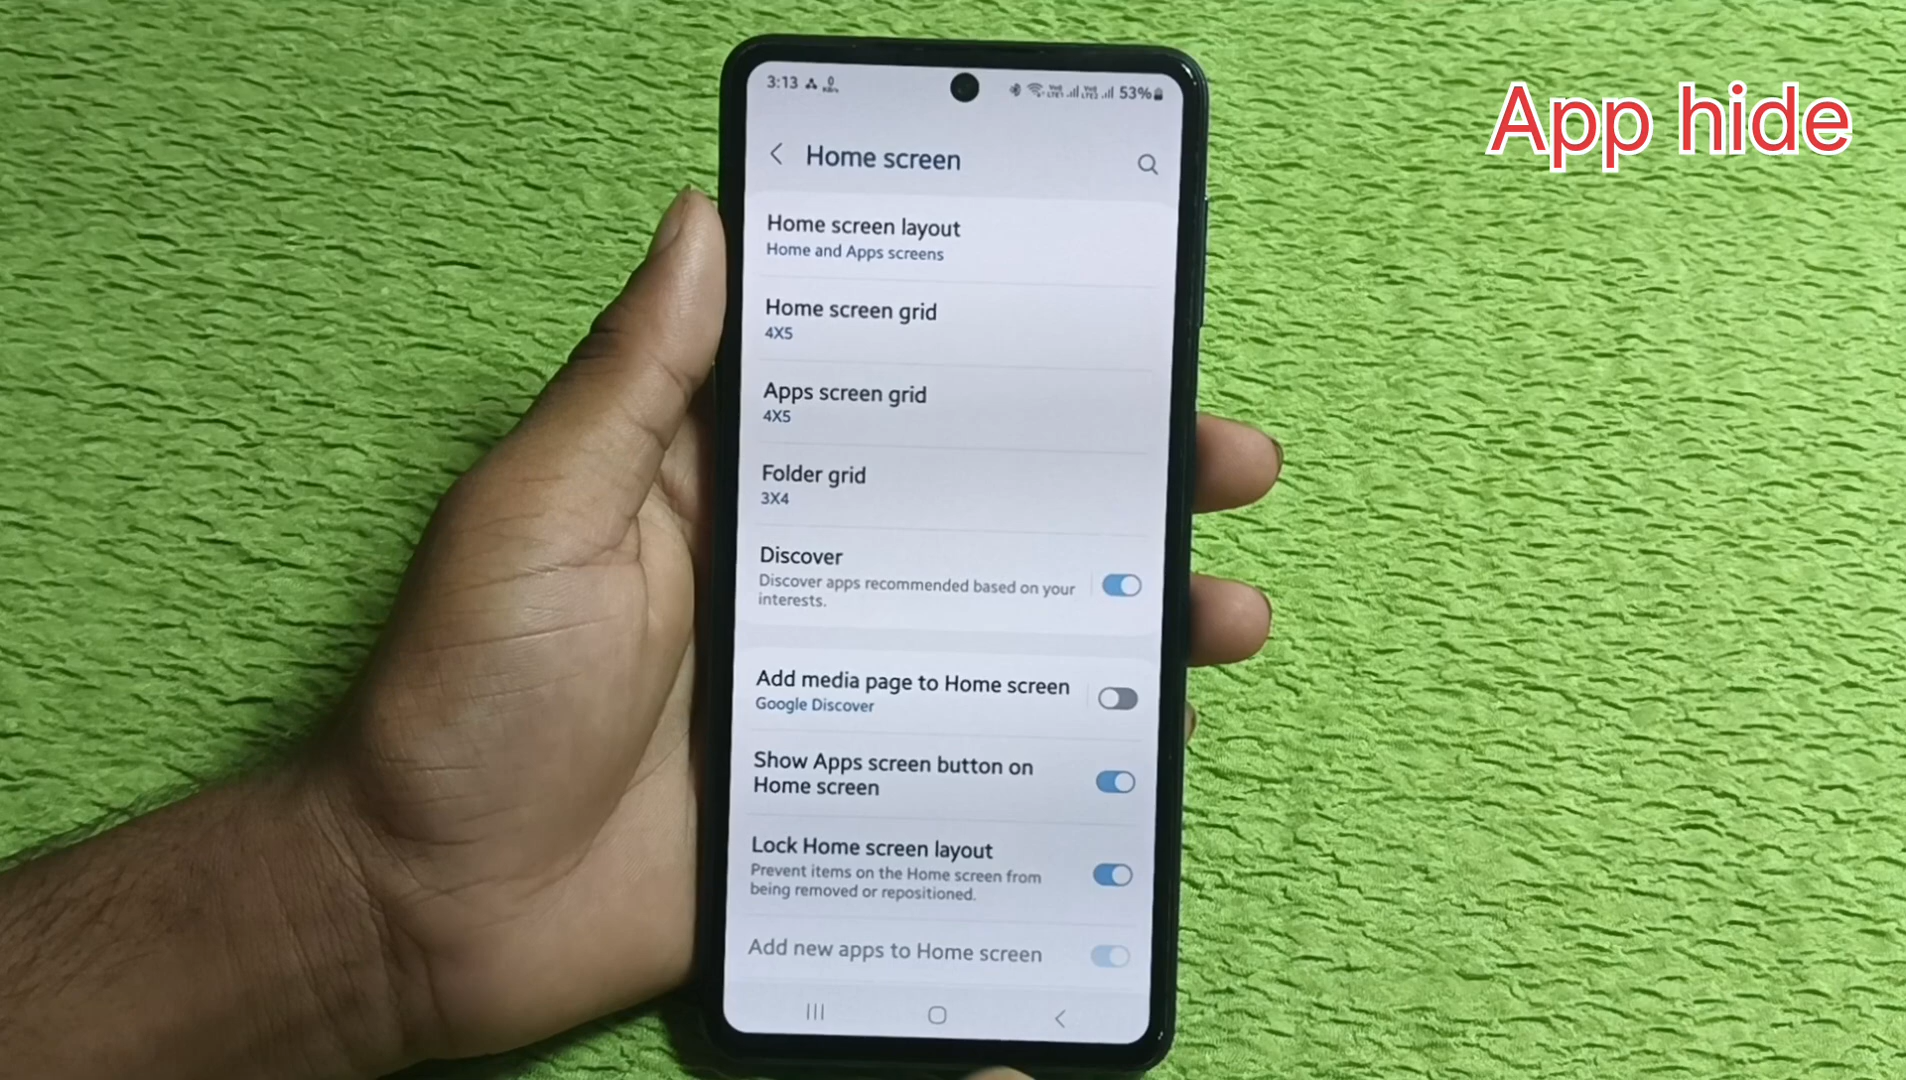 App hide
3:13
53%
Home screen
Home screen layout
Home and Apps screens
Home screen grid
4X5
Apps screen grid
4X5
Folder grid
3X4
Discover
Discover apps recommended based on your
interests.
Add media page to Home screen
Google Discover
Show Apps screen button on
Home screen
Lock Home screen layout
Prevent items on the Home screen from
being removed or repositioned.
Add new apps to Home screen